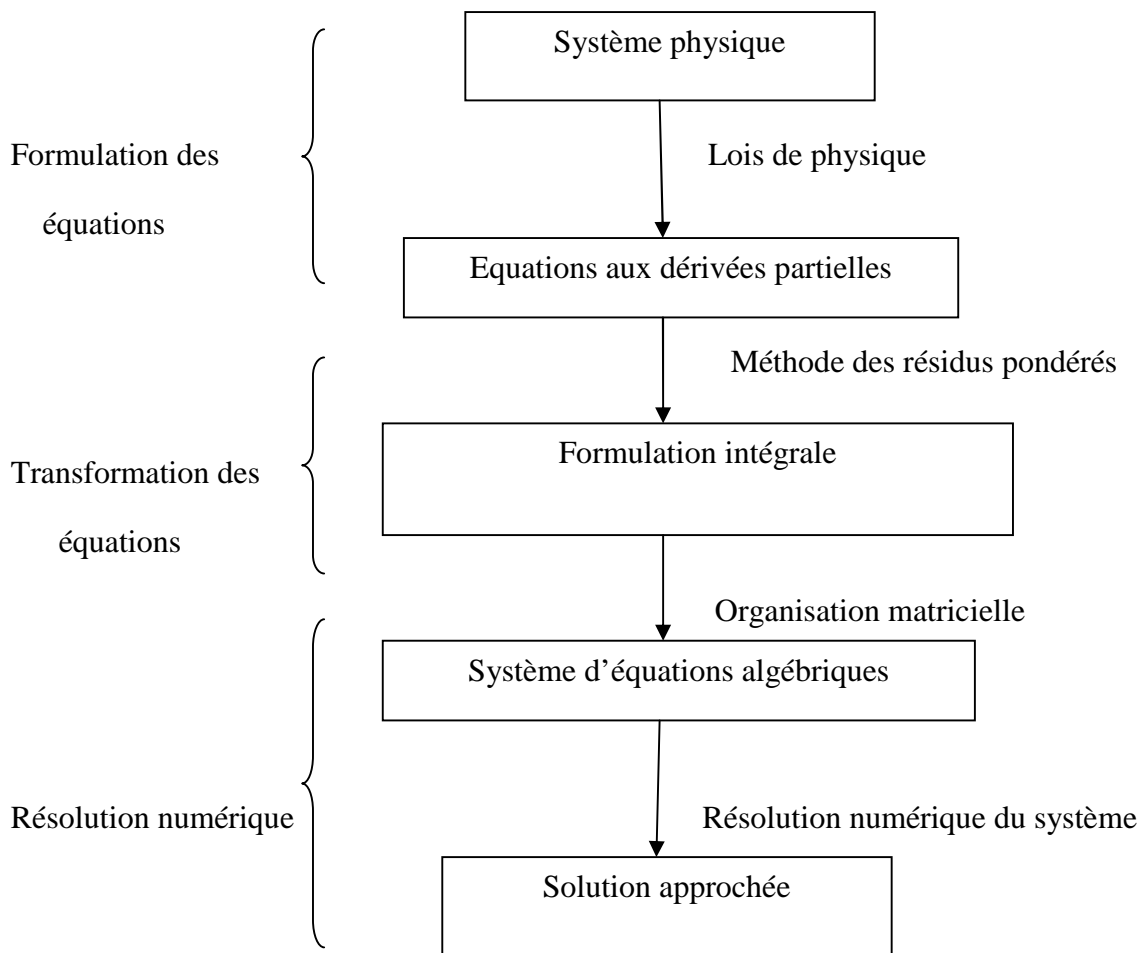 Système physique
Formulation des
équations
Lois de physique
Equations aux dérivées partielles
Méthode des résidus pondérés
Formulation intégrale
Transformation des
équations
Organisation matricielle
Système d’équations algébriques
Résolution numérique
Résolution numérique du système
Solution approchée